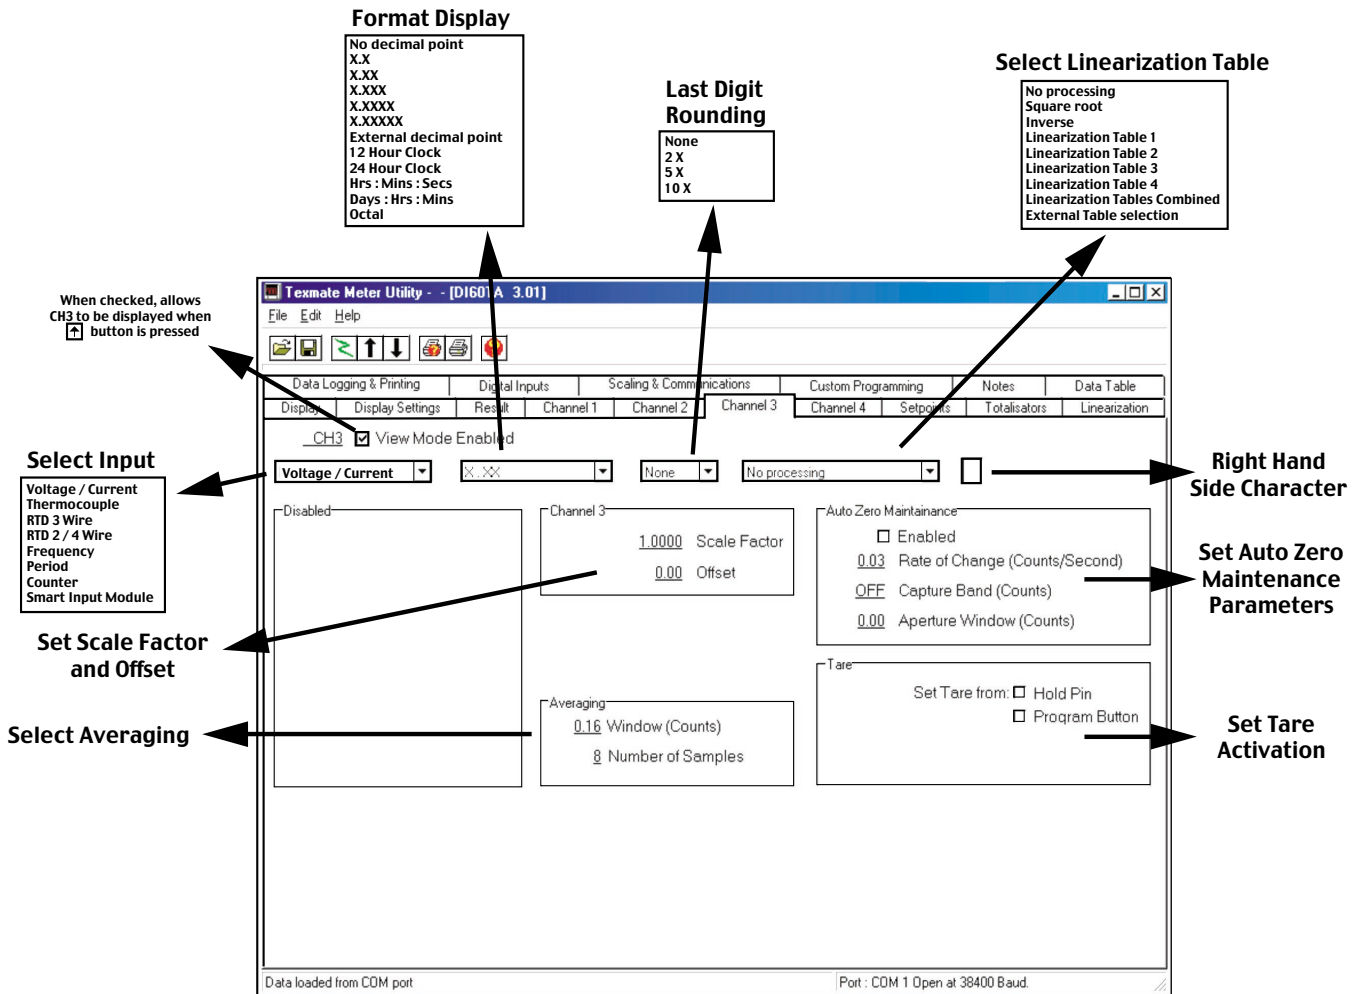 Format Display
No decimal point
X.X
X.XX
X.XXX
X.XXXX
X.XXXXX
External decimal point
12 Hour Clock
24 Hour Clock
Hrs : Mins : Secs
Days : Hrs : Mins
Octal
Last Digit
Rounding
None
2 X
5 X
10 X
Select Linearization Table
No processing
Square root
Inverse
Linearization Table 1
Linearization Table 2
Linearization Table 3
Linearization Table 4
Linearization Tables Combined
External Table selection
When checked, allows
CH3 to be displayed when
button is pressed
Texmate Meter Utility - - [DI60TA 3.01]
File Edit Help
Data Logging & Printing Digital Inputs Scaling & Communications Custom Programming Notes Data Table
Display Display Settings Result Channel 1 Channel 2 Channel 3 Channel 4 Setpoints Totalisators Linearization
CH3 View Mode Enabled
Voltage / Current X.XX None No processing
Select Input
Voltage / Current
Thermocouple
RTD 3 Wire
RTD 2 / 4 Wire
Frequency
Period
Counter
Smart Input Module
Right Hand
Side Character
Disabled
Channel 3
1.0000 Scale Factor
0.00 Offset
Auto Zero Maintainance
Enabled
0.03 Rate of Change (Counts/Second)
OFF Capture Band (Counts)
0.00 Aperture Window (Counts)
Set Auto Zero
Maintenance
Parameters
Set Scale Factor
and Offset
Tare
Set Tare from: Hold Pin
Program Button
Averaging
0.16 Window (Counts)
8 Number of Samples
Select Averaging
Set Tare
Activation
Data loaded from COM port
Port : COM 1 Open at 38400 Baud.